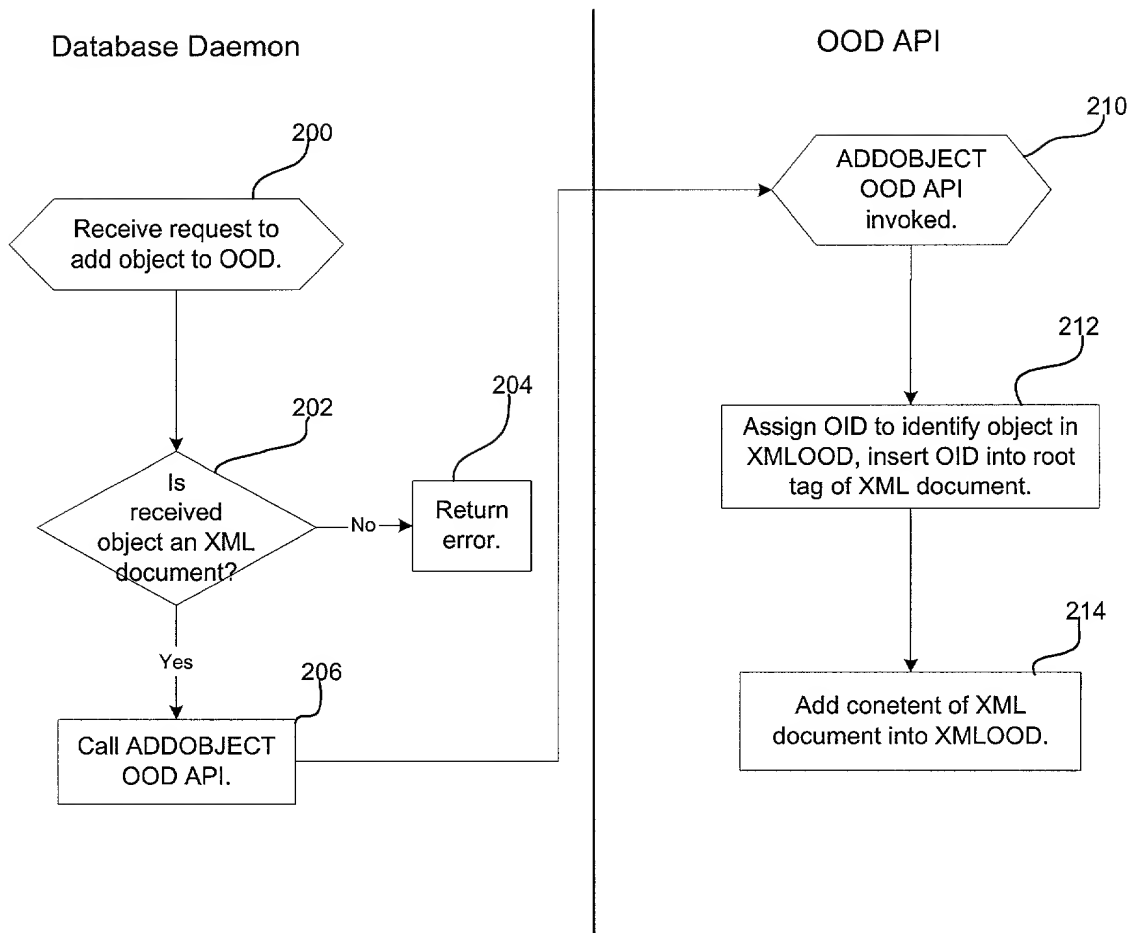 Database Daemon
200
Receive request to
add object to OOD.
202
Is
received
object an XML
document?
No
204
Return
error.
Yes
206
Call ADDOBJECT
OOD API.
OOD API
210
ADDOBJECT
OOD API
invoked.
212
Assign OID to identify object in
XMLOOD, insert OID into root
tag of XML document.
214
Add conetent of XML
document into XMLOOD.